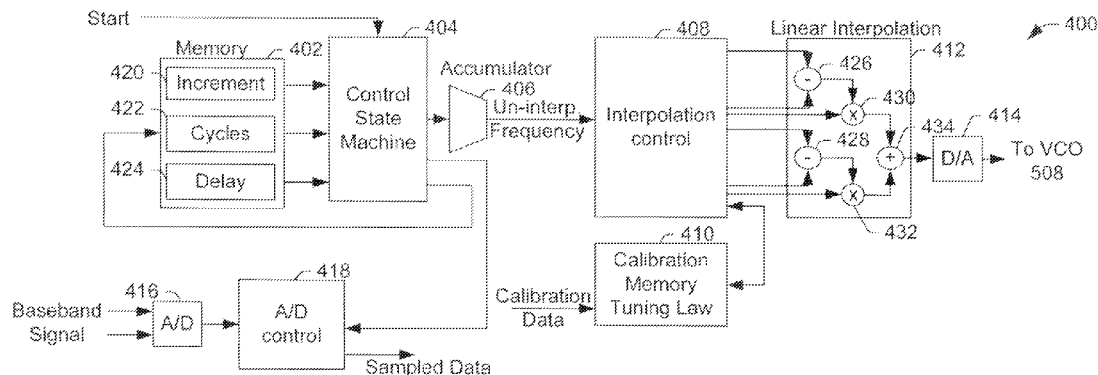 Start
404
408
Linear Interpolation
400
Memory
402
412
420
Increment
Accumulator
406
426
-
422
Control
State
Machine
Un-interp
Frequency
Interpolation
control
430
X
Cycles
434
414
428
-
+
D/A
To VCO
508
424
Delay
X
432
410
418
Calibration
Memory
Tuning Law
416
Calibration
Data
Baseband
Signal
A/D
A/D
control
Sampled Data